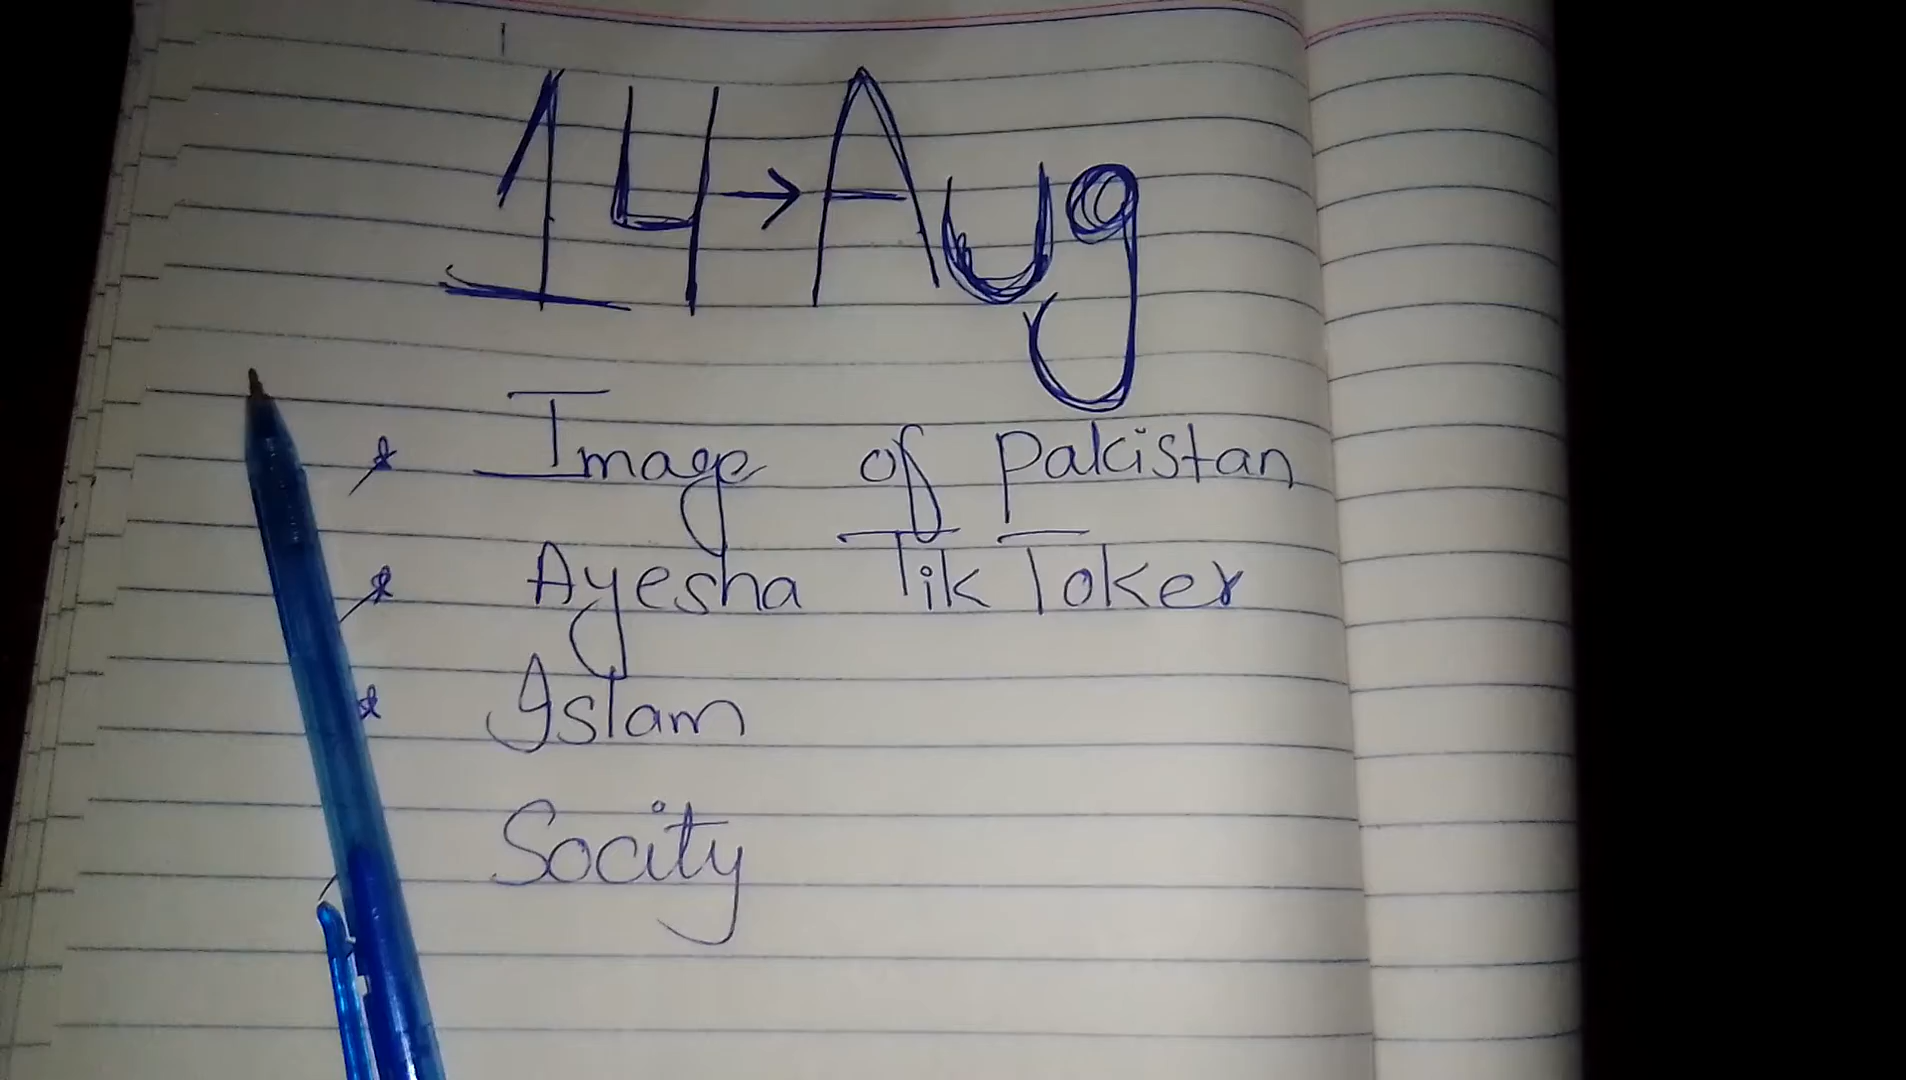 14→Aug
* Image of Pakistan
* Ayesha Tik Toker
* Islam
Socity